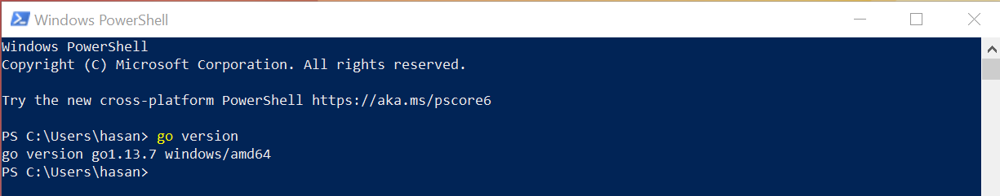 Windows PowerShell
Windows PowerShell
Copyright (C) Microsoft Corporation. All rights reserved.
Try the new cross-platform PowerShell https://aka.ms/pscore6
PS C:\Users\hasan> go version
go version go1.13.7 windows/amd64
PS C:\Users\hasan>